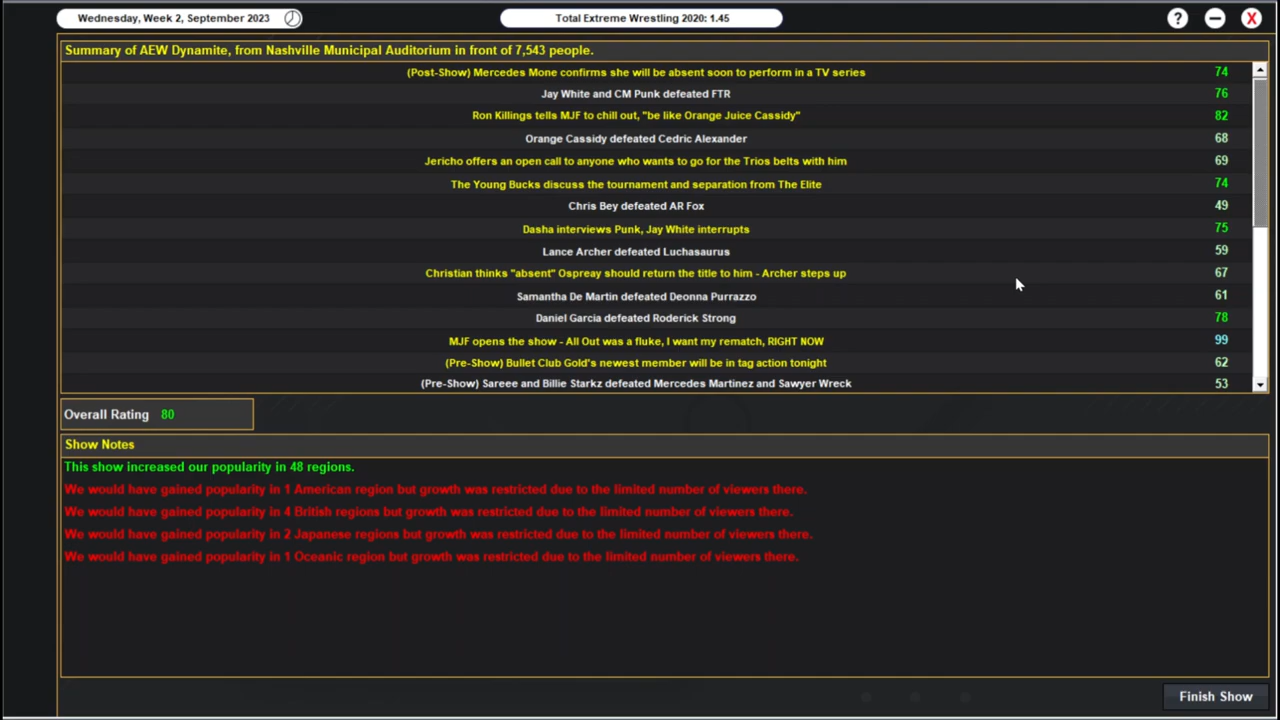 Wednesday, Week 2, September 2023
Total Extreme Wrestling 2020: 1.45
?
X
Summary of AEW Dynamite, from Nashville Municipal Auditorium in front of 7,543 people.
(Post-Show) Mercedes Mone confirms she will be absent soon to perform in a TV series 74
Jay White and CM Punk defeated FTR 76
Ron Killings tells MJF to chill out, "be like Orange Juice Cassidy" 82
Orange Cassidy defeated Cedric Alexander 68
Jericho offers an open call to anyone who wants to go for the Trios belts with him 69
The Young Bucks discuss the tournament and separation from The Elite 74
Chris Bey defeated AR Fox 49
Dasha interviews Punk, Jay White interrupts 75
Lance Archer defeated Luchasaurus 59
Christian thinks "absent" Ospreay should return the title to him - Archer steps up 67
Samantha De Martin defeated Deonna Purrazzo 61
Daniel Garcia defeated Roderick Strong 78
MJF opens the show - All Out was a fluke, I want my rematch, RIGHT NOW 99
(Pre-Show) Bullet Club Gold's newest member will be in tag action tonight 62
(Pre-Show) Sareee and Billie Starkz defeated Mercedes Martinez and Sawyer Wreck 53
Overall Rating 80
Show Notes
This show increased our popularity in 48 regions.
We would have gained popularity in 1 American region but growth was restricted due to the limited number of viewers there.
We would have gained popularity in 4 British regions but growth was restricted due to the limited number of viewers there.
We would have gained popularity in 2 Japanese regions but growth was restricted due to the limited number of viewers there.
We would have gained popularity in 1 Oceanic region but growth was restricted due to the limited number of viewers there.
Finish Show